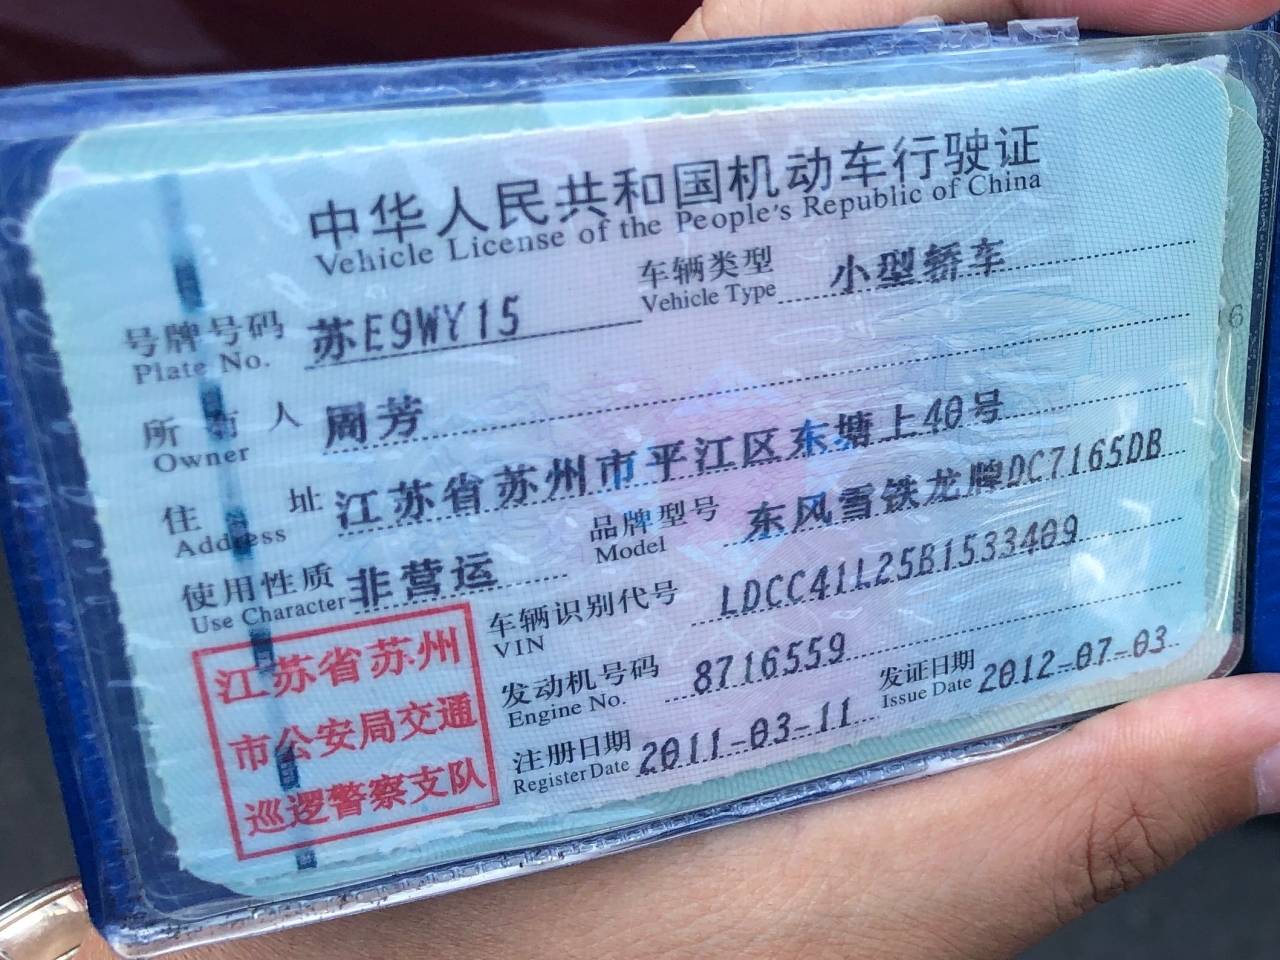 中华人民共和国机动车行驶证
Vehicle License of the People's Republic of China
号牌号码 苏E9WY15 车辆类型 小型轿车
Plate No. Vehicle Type
所有人 周芳
Owner
住址 江苏省苏州市平江区东塘上40号
Address
使用性质 非营运 品牌型号 东风雪铁龙牌DC7165DB
Use Character Model
车辆识别代号 LDCC41L25B1533409
VIN
发动机号码 8716559 发证日期 2012-07-03
Engine No. Issue Date
注册日期 2011-03-11
Register Date
江苏省苏州
市公安局交通
巡逻警察支队